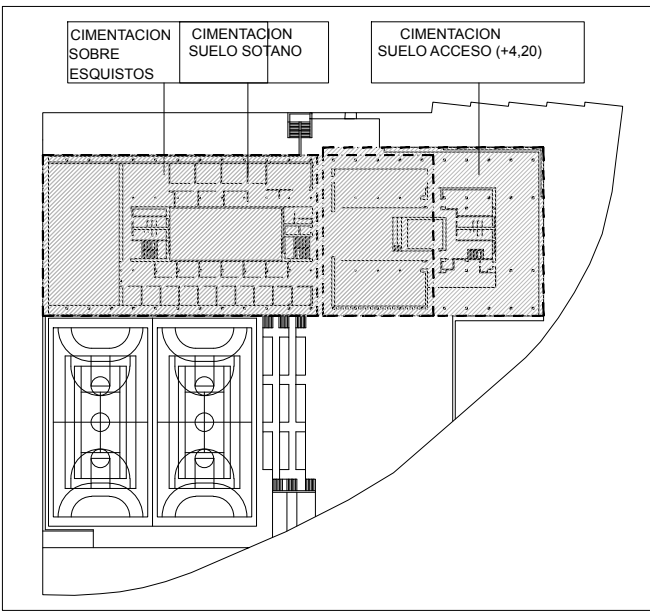 CIMENTACION
SOBRE
ESQUISTOS
CIMENTACION
SUELO SOTANO
CIMENTACION
SUELO ACCESO (+4,20)